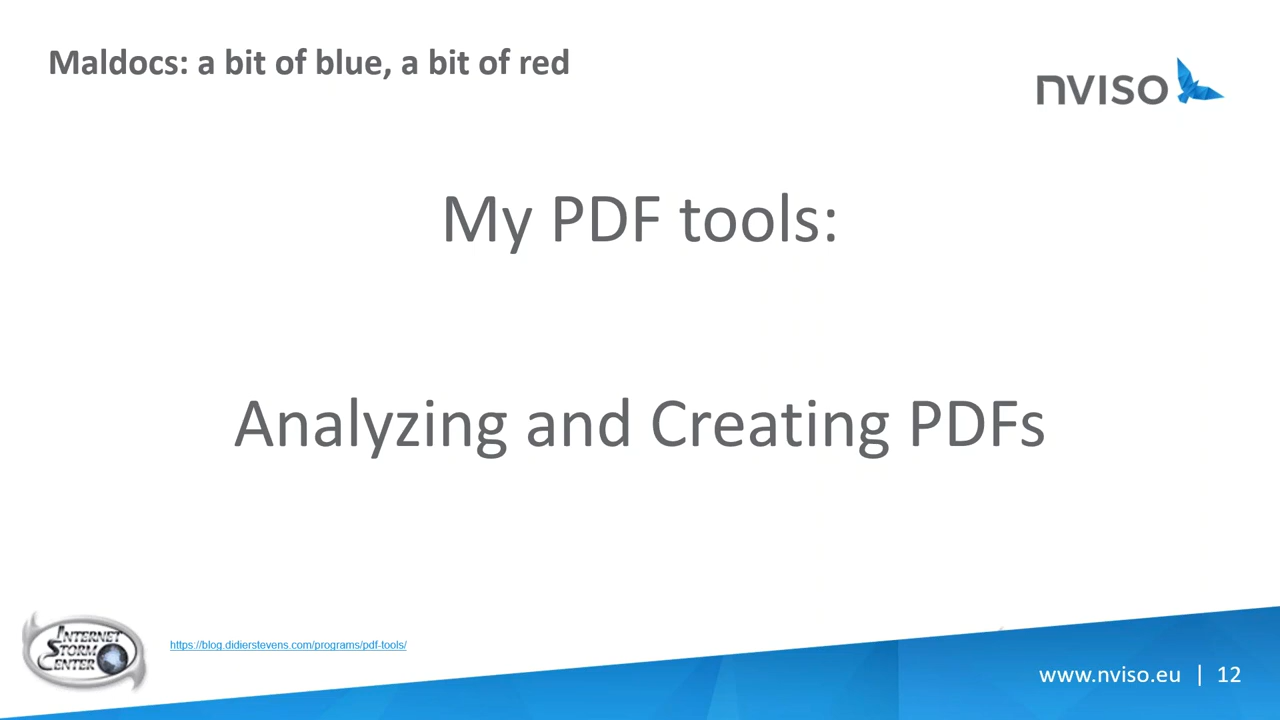 Maldocs: a bit of blue, a bit of red
nviso
My PDF tools:
Analyzing and Creating PDFs
INTERNET
STORM
CENTER
https://blog.didierstevens.com/programs/pdf-tools/
www.nviso.eu | 12